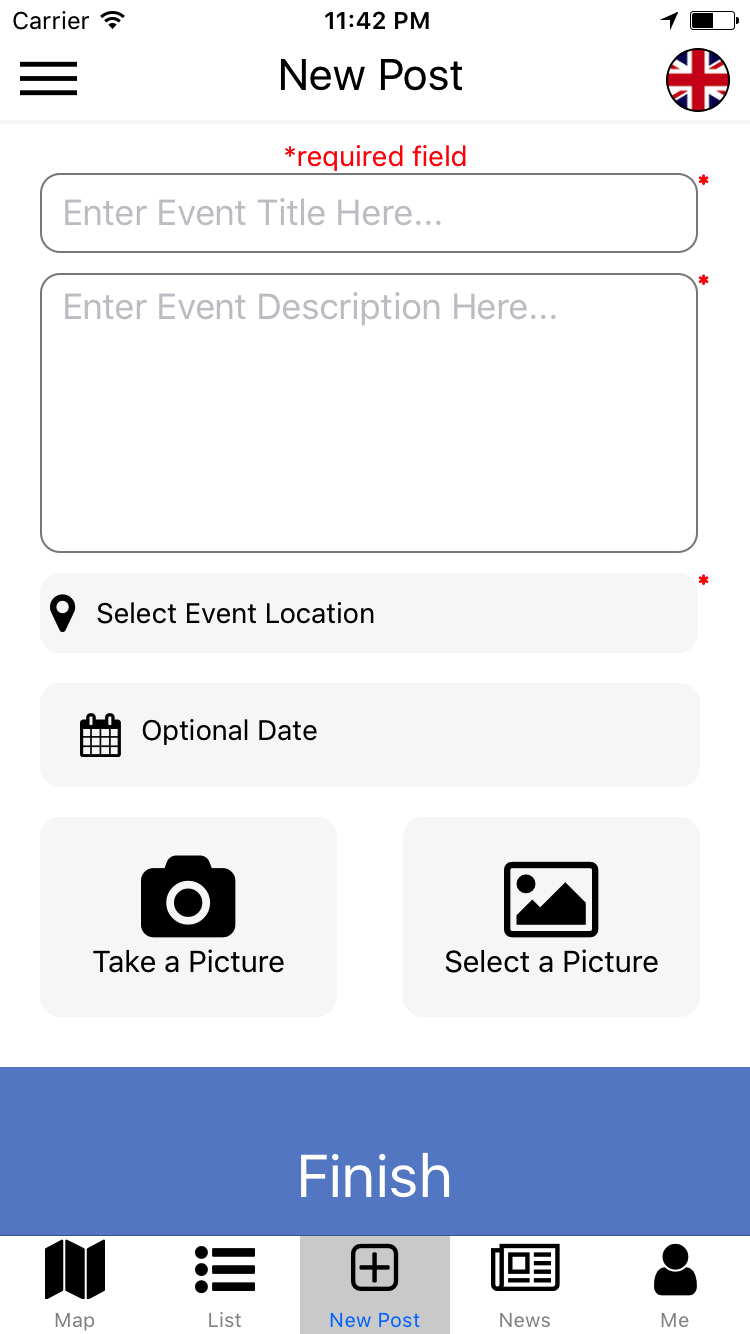 Carrier 11:42 PM
New Post
*required field
Enter Event Title Here...
*
Enter Event Description Here...
*
Select Event Location
*
Optional Date
Take a Picture Select a Picture
Finish
Map List New Post News Me